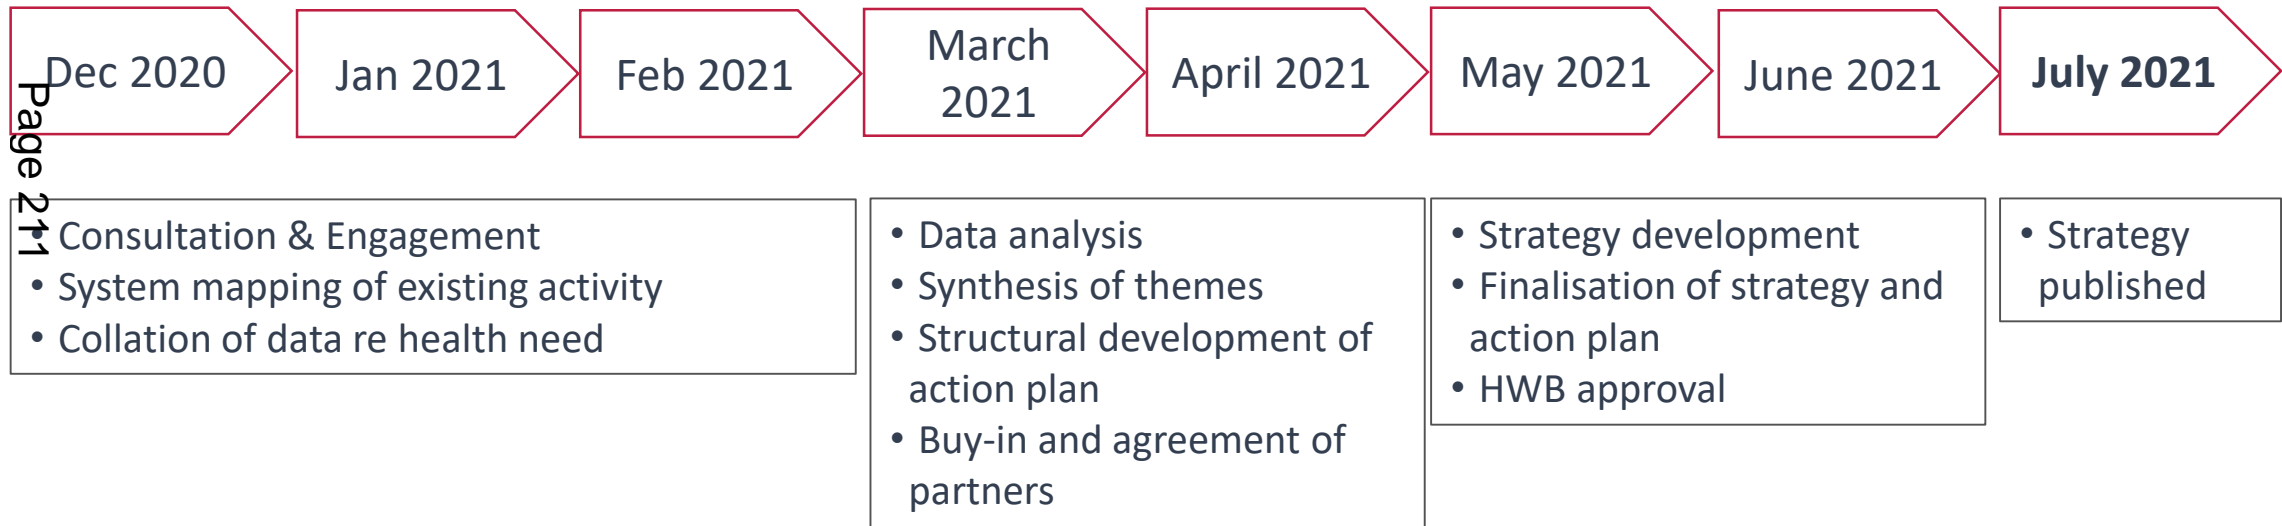 Dec 2020
Jan 2021
Feb 2021
March
2021
April 2021
May 2021
June 2021
July 2021
Page 211
• Consultation & Engagement
• System mapping of existing activity
• Collation of data re health need
• Data analysis
• Synthesis of themes
• Structural development of
action plan
• Buy-in and agreement of
partners
• Strategy development
• Finalisation of strategy and
action plan
• HWB approval
• Strategy
published